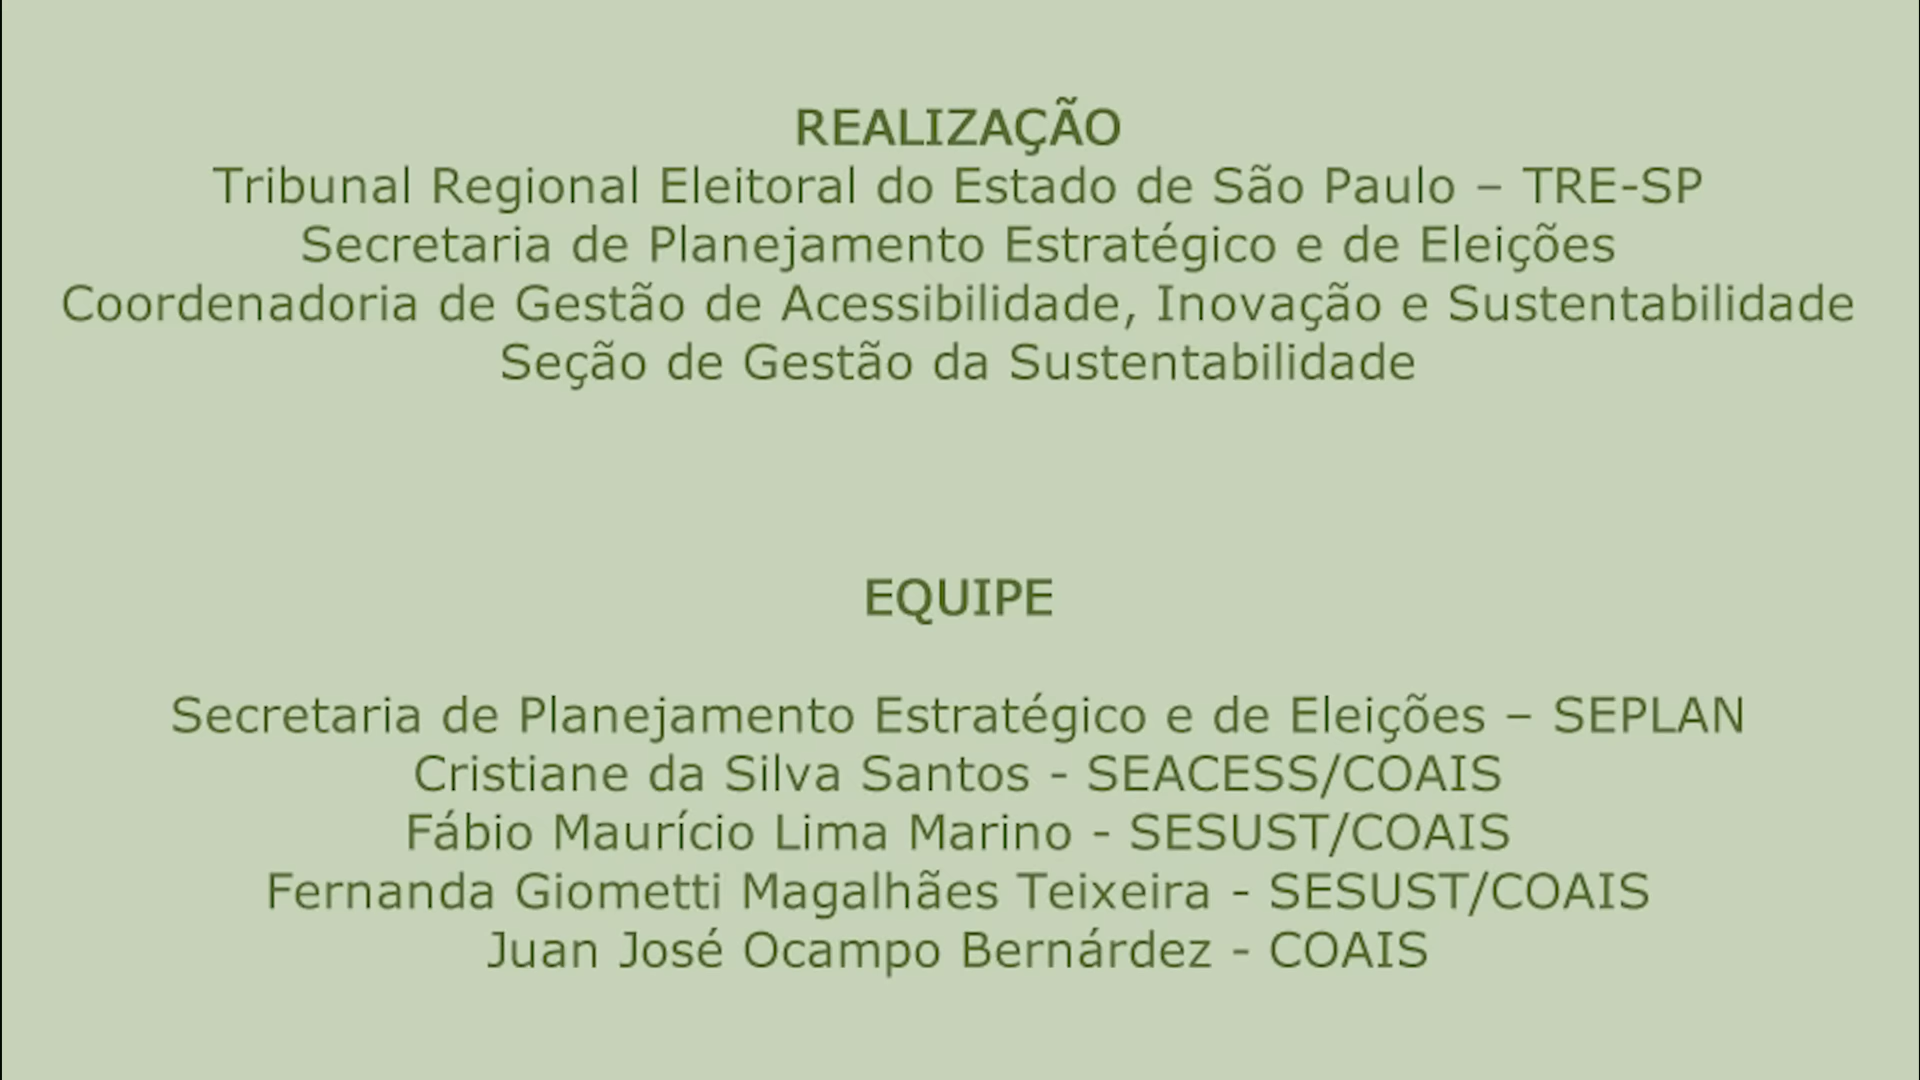 REALIZAÇÃO
Tribunal Regional Eleitoral do Estado de São Paulo – TRE-SP
Secretaria de Planejamento Estratégico e de Eleições
Coordenadoria de Gestão de Acessibilidade, Inovação e Sustentabilidade
Seção de Gestão da Sustentabilidade
EQUIPE
Secretaria de Planejamento Estratégico e de Eleições – SEPLAN
Cristiane da Silva Santos - SEACESS/COAIS
Fábio Maurício Lima Marino - SESUST/COAIS
Fernanda Giometti Magalhães Teixeira - SESUST/COAIS
Juan José Ocampo Bernárdez - COAIS